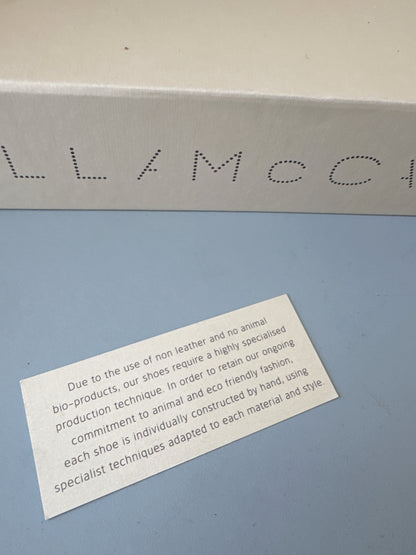 LLA McCA
Due to the use of non leather and no animal
bio-products, our shoes require a highly specialised
production technique. In order to retain our ongoing
commitment to animal and eco friendly fashion,
each shoe is individually constructed by hand, using
specialist techniques adapted to each material and style.